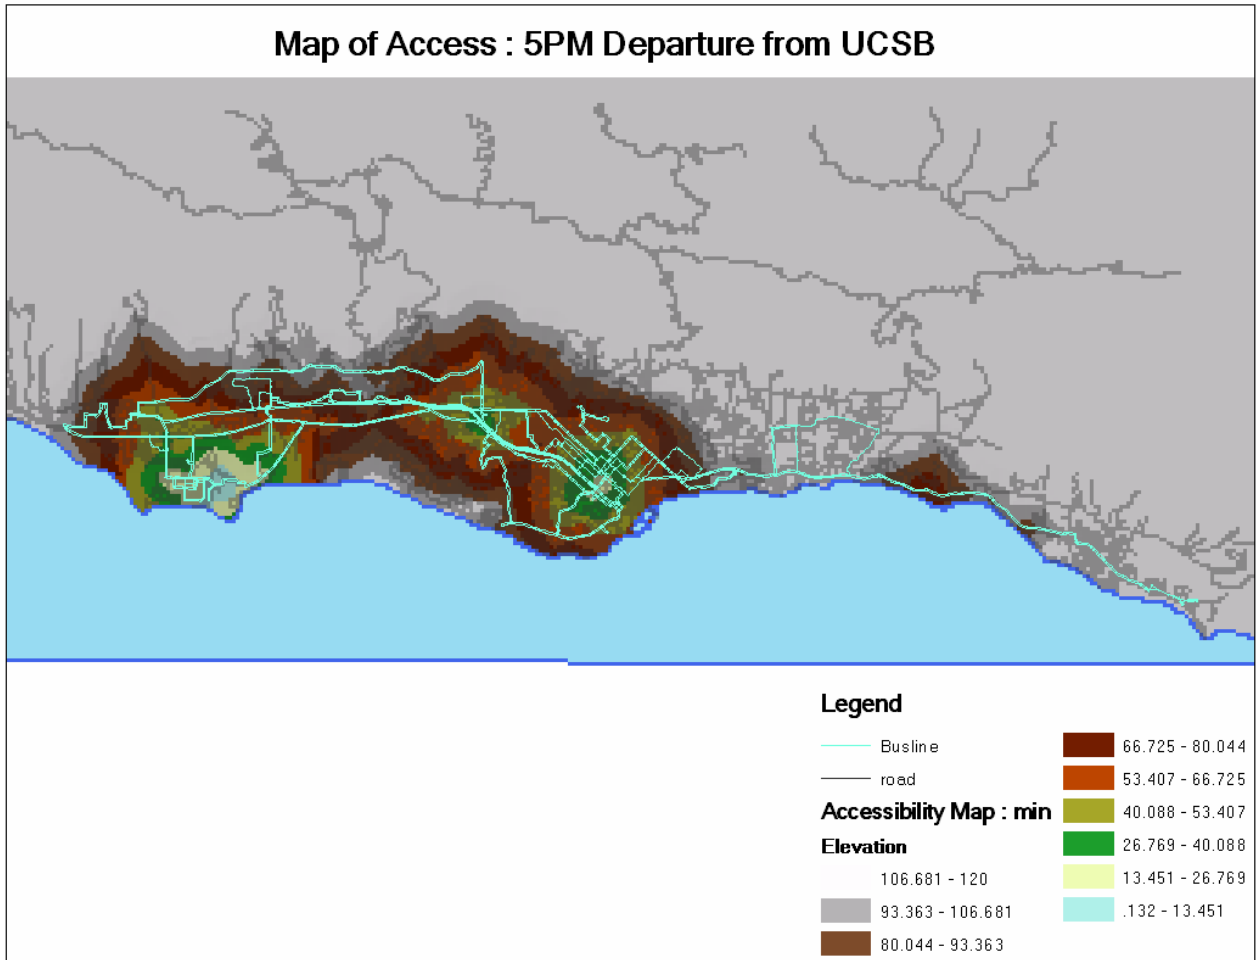 Map of Access : 5PM Departure from UCSB
Legend
Busline
road
Accessibility Map : min
Elevation
106.681 - 120
93.363 - 106.681
80.044 - 93.363
66.725 - 80.044
53.407 - 66.725
40.088 - 53.407
26.769 - 40.088
13.451 - 26.769
.132 - 13.451